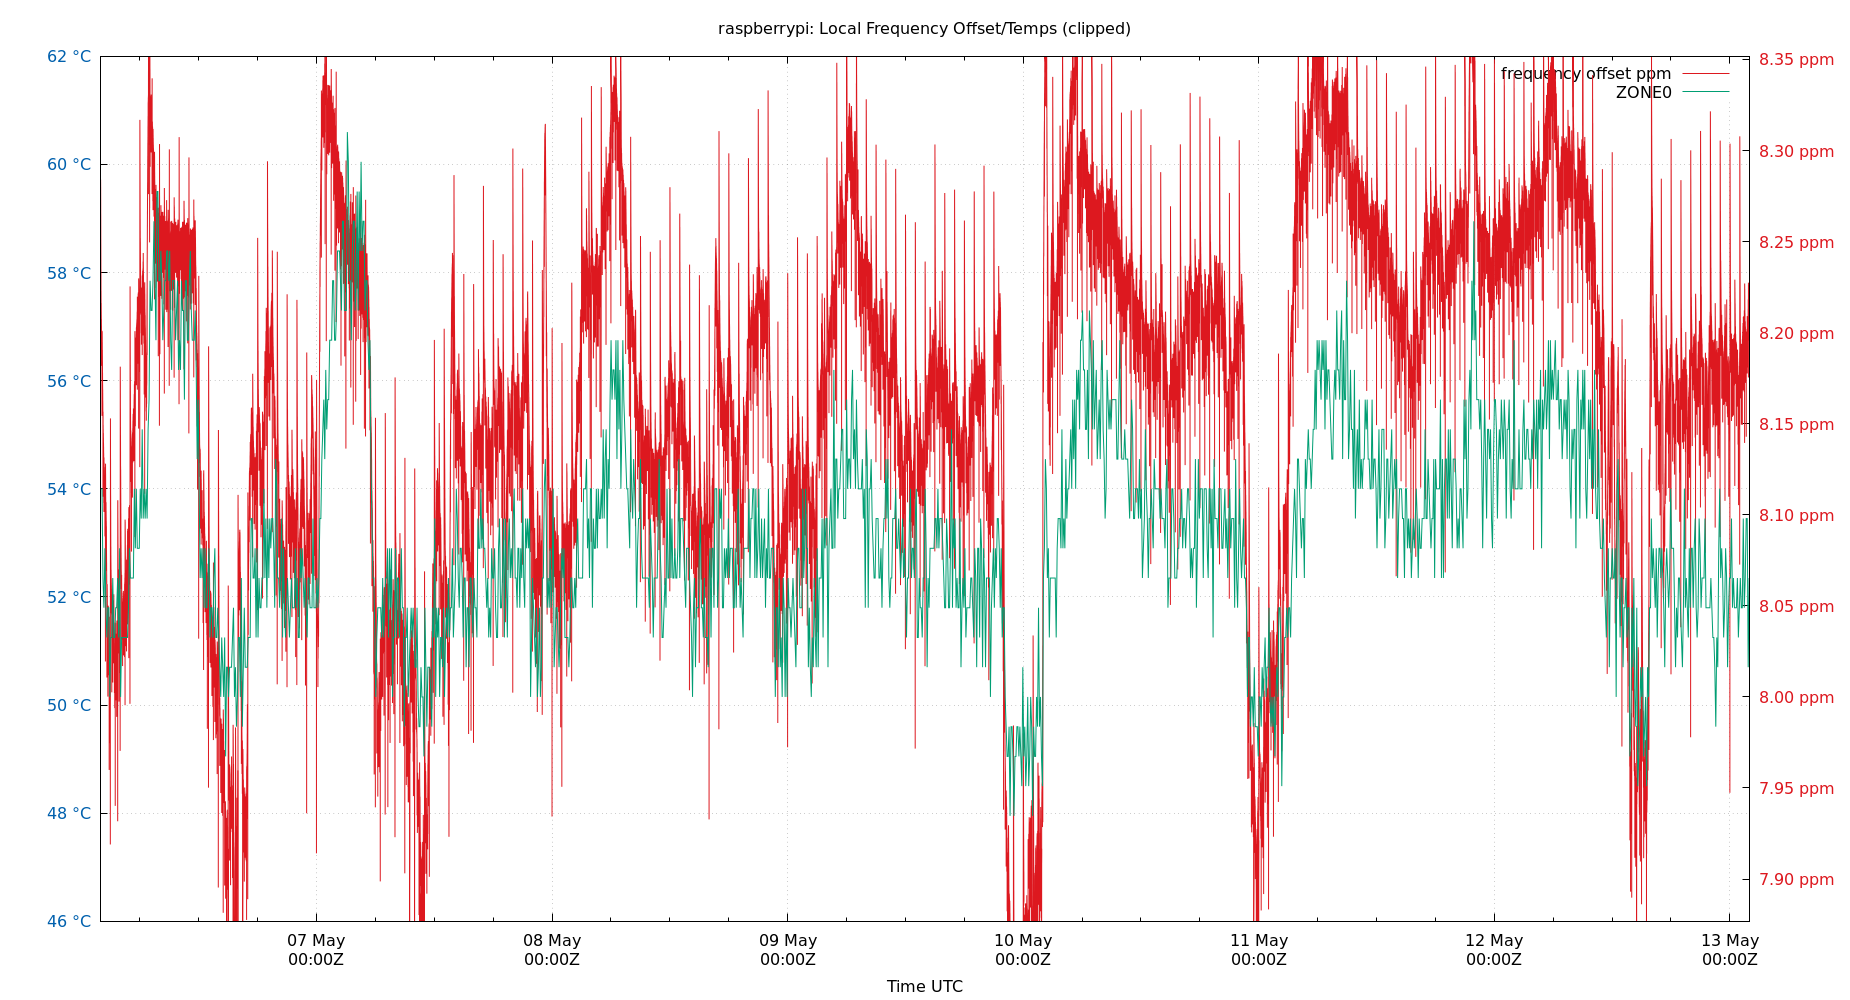 raspberrypi: Local Frequency Offset/Temps (clipped)
62 °C
60 °C
58 °C
56 °C
54 °C
52 °C
50 °C
48 °C
46 °C
8.35 ppm
8.30 ppm
8.25 ppm
8.20 ppm
8.15 ppm
8.10 ppm
8.05 ppm
8.00 ppm
7.95 ppm
7.90 ppm
frequency offset ppm
ZONE0
07 May
00:00Z
08 May
00:00Z
09 May
00:00Z
10 May
00:00Z
11 May
00:00Z
12 May
00:00Z
13 May
00:00Z
Time UTC